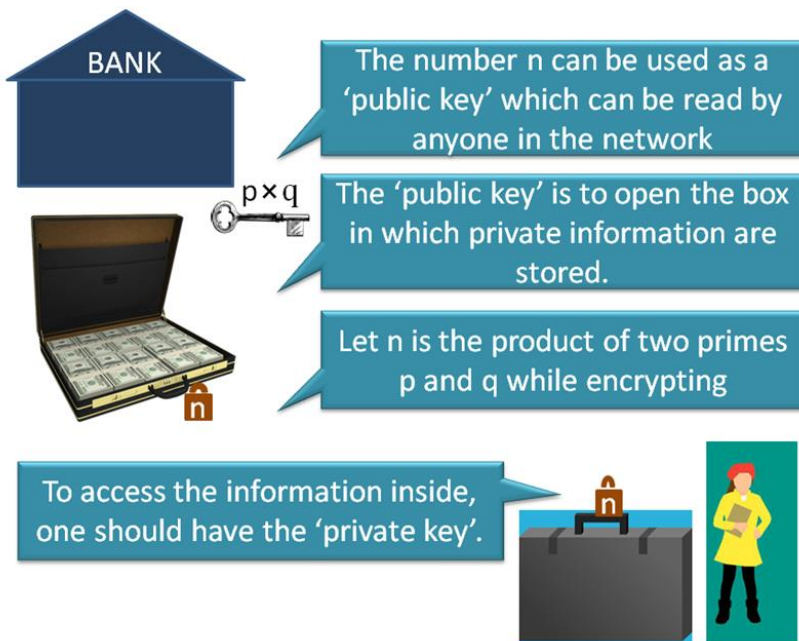 BANK
The number n can be used as a
‘public key’ which can be read by
anyone in the network
p×q
The ‘public key’ is to open the box
in which private information are
stored.
Let n is the product of two primes
p and q while encrypting
n
To access the information inside,
one should have the ‘private key’.
n